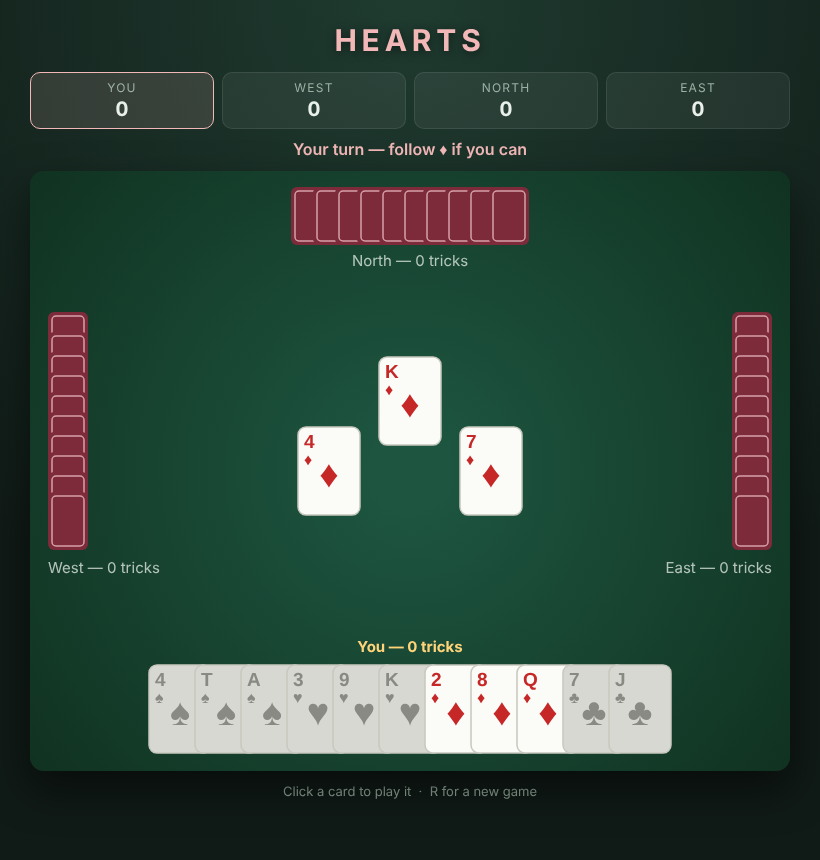 HEARTS
YOU WEST NORTH EAST
0 0 0 0
Your turn — follow ♦ if you can
North — 0 tricks
K
♦
4 7
♦ ♦
West — 0 tricks East — 0 tricks
You — 0 tricks
4 T A 3 9 K 2 8 Q 7 J
♠ ♠ ♠ ♥ ♥ ♥ ♦ ♦ ♦ ♣ ♣
Click a card to play it · R for a new game